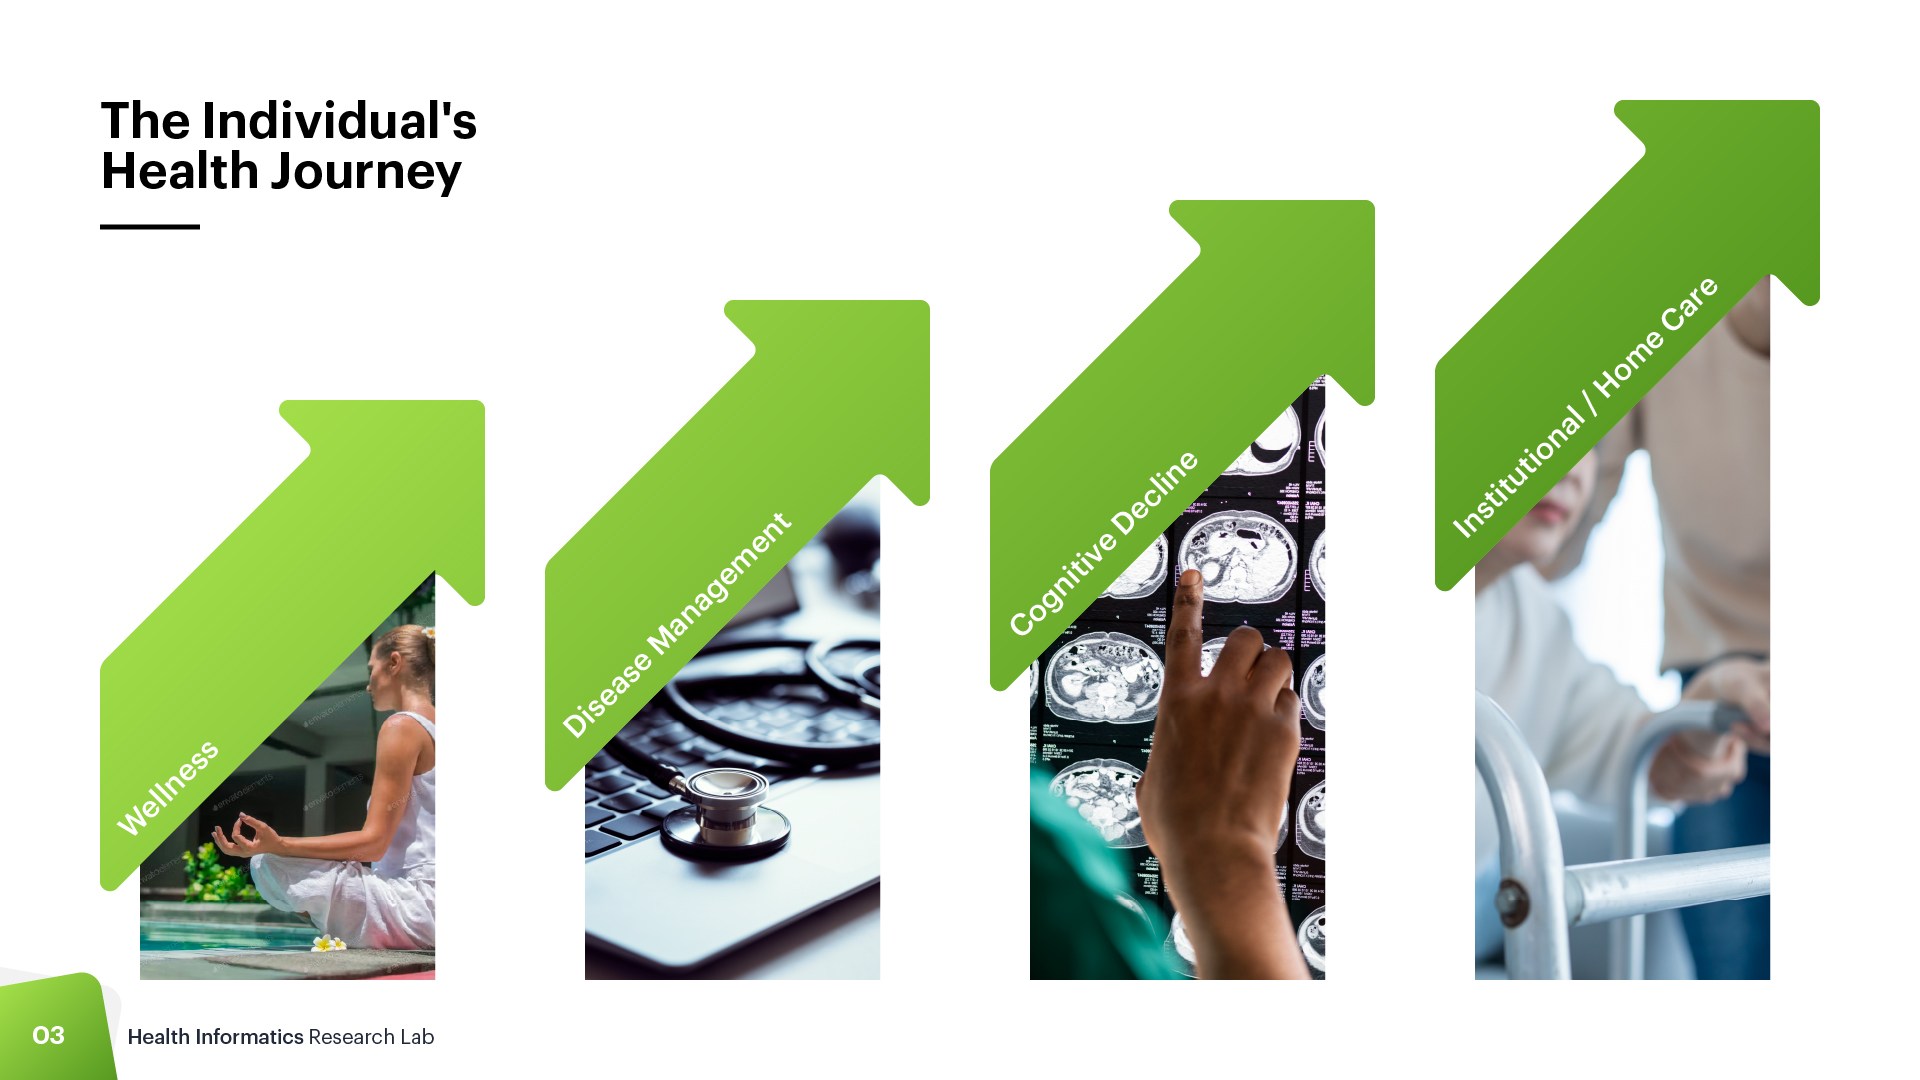 The Individual's
Health Journey
Wellness
Disease Management
Cognitive Decline
Institutional / Home Care
03
Health Informatics Research Lab